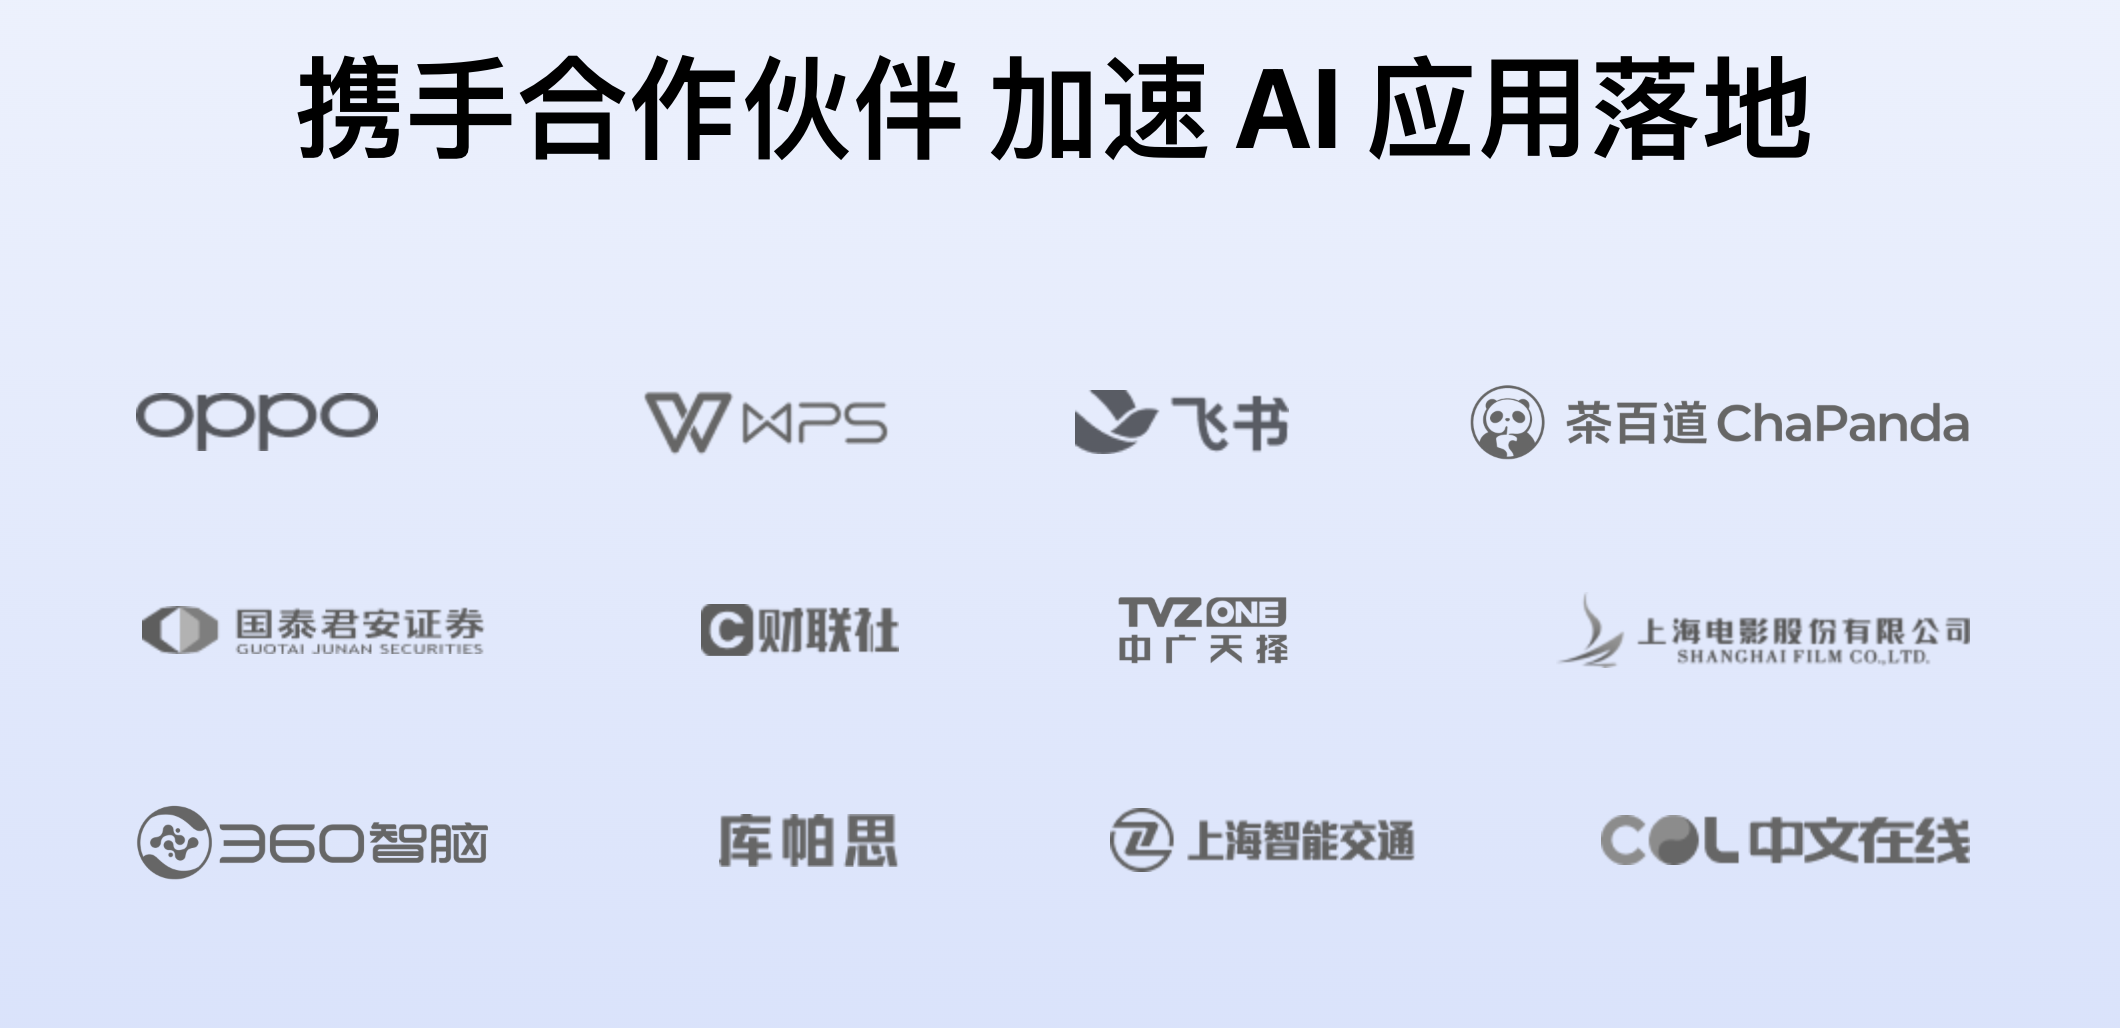 携手合作伙伴 加速 AI 应用落地
oppo
WPS
飞书
茶百道 ChaPanda
国泰君安证券
GUOTAI JUNAN SECURITIES
C 财联社
TVZONE
中广天择
上海电影股份有限公司
SHANGHAI FILM CO.,LTD.
360智脑
库帕思
上海智能交通
COL 中文在线